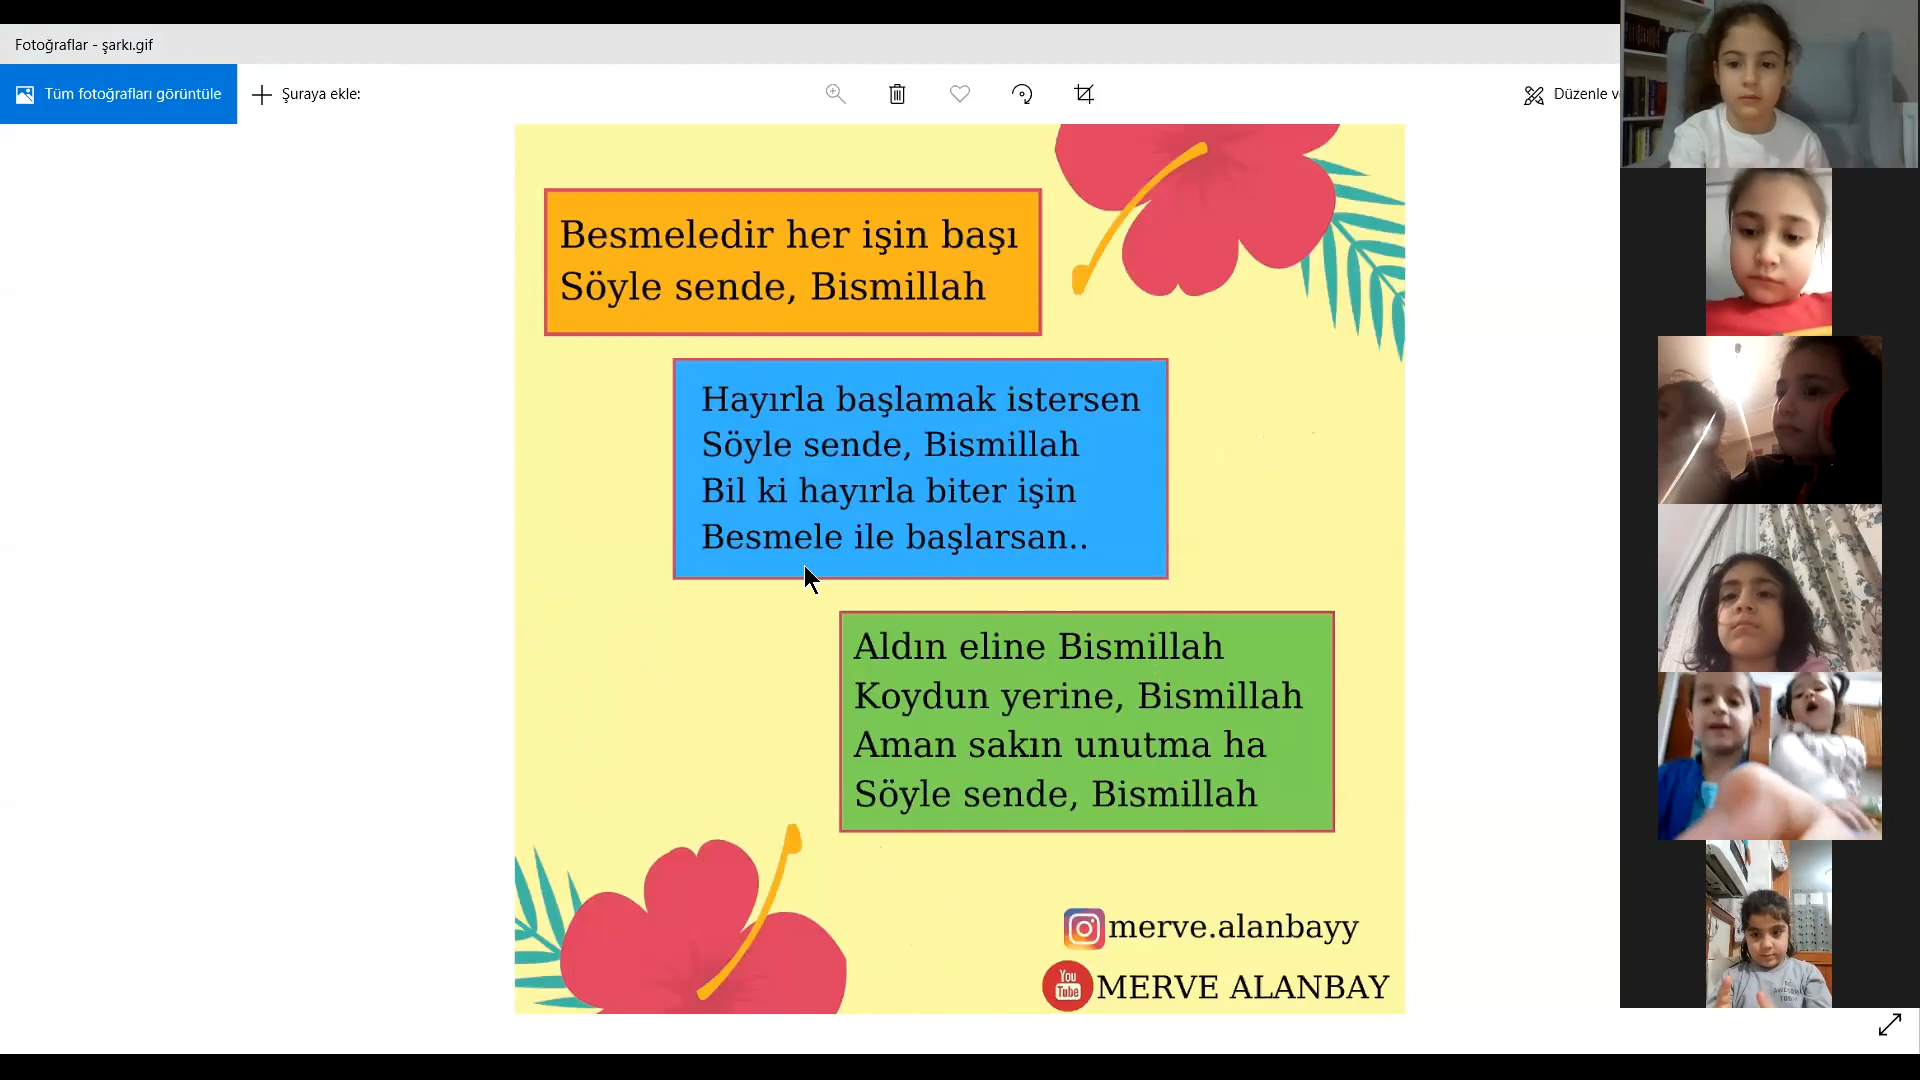 Fotoğraflar - şarkı.gif
Tüm fotoğrafları görüntüle
Şuraya ekle:
Düzenle v
Besmeledir her işin başı
Söyle sende, Bismillah
Hayırla başlamak istersen
Söyle sende, Bismillah
Bil ki hayırla biter işin
Besmele ile başlarsan..
Aldın eline Bismillah
Koydun yerine, Bismillah
Aman sakın unutma ha
Söyle sende, Bismillah
merve.alanbayy
You
Tube
MERVE ALANBAY